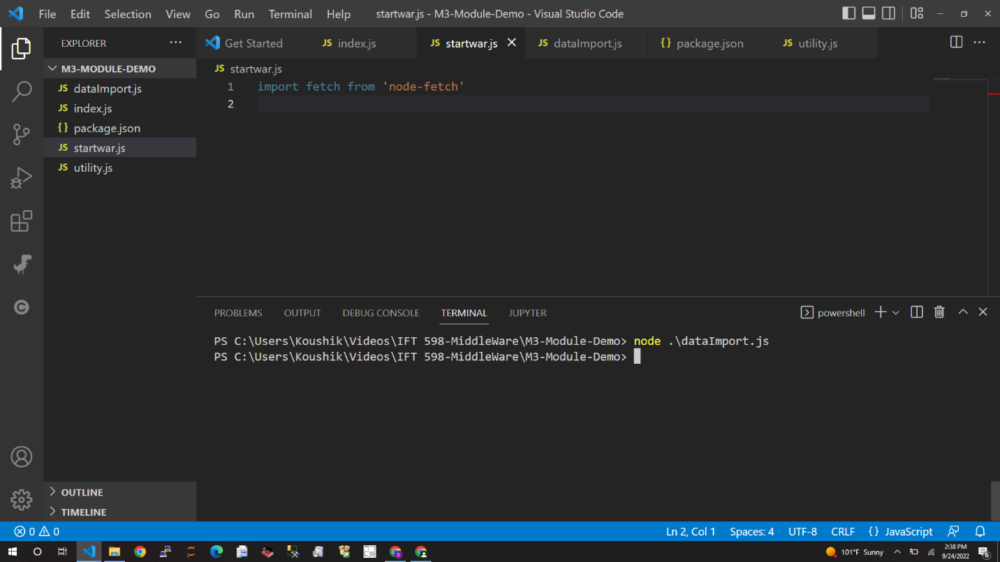 File Edit Selection View Go Run Terminal Help startwar.js - M3-Module-Demo - Visual Studio Code
EXPLORER
Get Started
JS index.js
JS startwar.js
JS dataImport.js
{} package.json
JS utility.js
M3-MODULE-DEMO
JS dataImport.js
JS index.js
{} package.json
JS startwar.js
JS utility.js
JS startwar.js
1 import fetch from 'node-fetch'
2
PROBLEMS OUTPUT DEBUG CONSOLE TERMINAL JUPYTER powershell
PS C:\Users\Koushik\Videos\IFT 598-MiddleWare\M3-Module-Demo> node .\dataImport.js
PS C:\Users\Koushik\Videos\IFT 598-MiddleWare\M3-Module-Demo>
OUTLINE
TIMELINE
0 0 Ln 2, Col 1 Spaces: 4 UTF-8 CRLF {} JavaScript
101°F Sunny
2:38 PM
9/24/2022
6